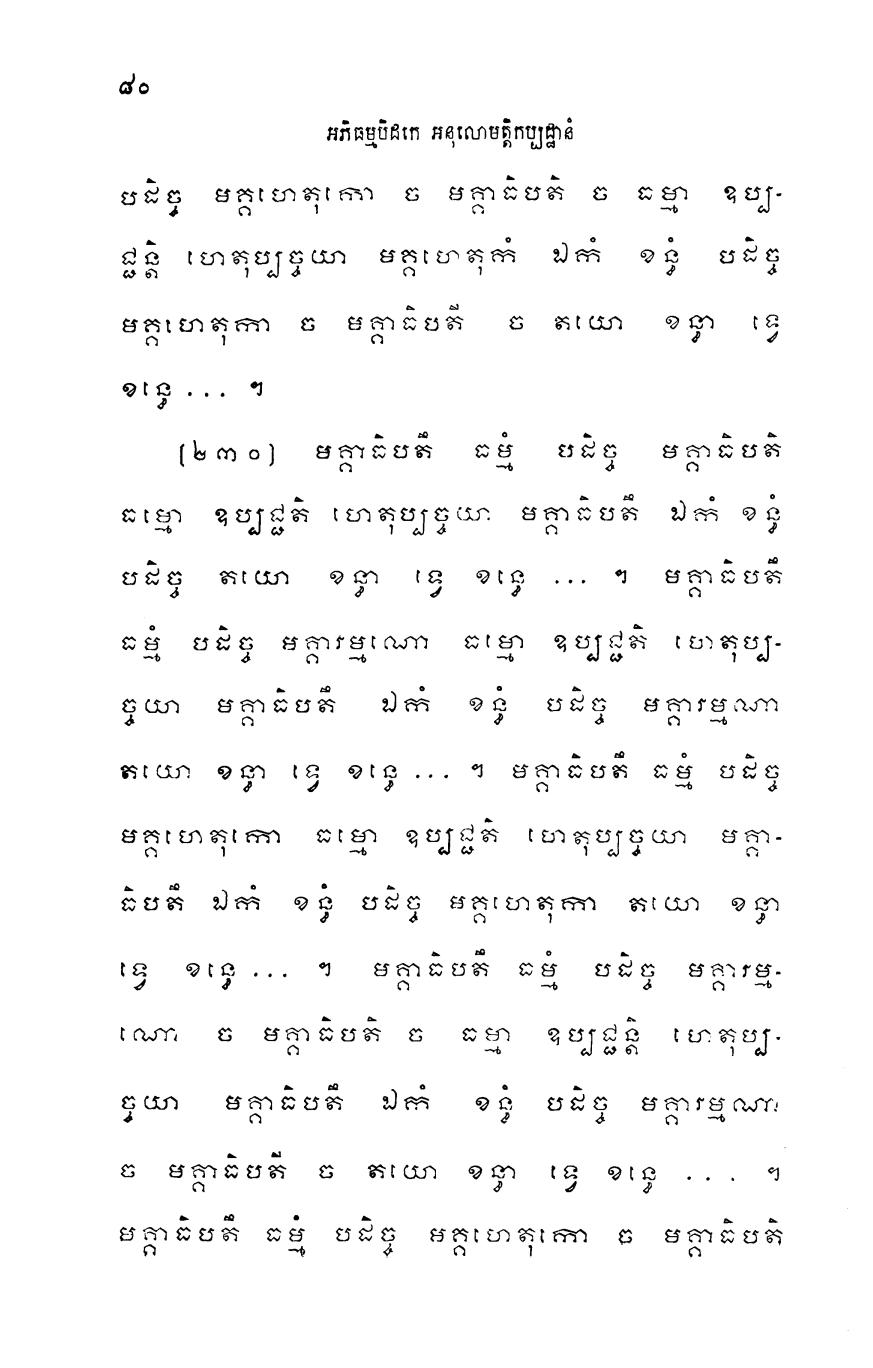 ៨០
អភិធម្មបិដកេ អនុលោមត្តិកប្បដ្ឋានំ
បដិច្ច មគ្គហេតុកោ ច មគ្គាធិបតិ ច ធម្មា ឧប្ប-
ជ្ជន្តិ ហេតុប្បច្ចយា មគ្គហេតុកំ ឯកំ ខន្ធំ បដិច្ច
មគ្គហេតុកា ច មគ្គាធិបតី ច តយោ ខន្ធា ទ្វេ
ខន្ធេ ... ។
[២៣០] មគ្គាធិបតឹ ធម្មំ បដិច្ច មគ្គាធិបតិ
ធម្មោ ឧប្បជ្ជតិ ហេតុប្បច្ចយា មគ្គាធិបតឹ ឯកំ ខន្ធំ
បដិច្ច តយោ ខន្ធា ទ្វេ ខន្ធេ ... ។ មគ្គាធិបតឹ
ធម្មំ បដិច្ច មគ្គារម្មណោ ធម្មោ ឧប្បជ្ជតិ ហេតុប្ប-
ច្ចយា មគ្គាធិបតឹ ឯកំ ខន្ធំ បដិច្ច មគ្គារម្មណា
តយោ ខន្ធា ទ្វេ ខន្ធេ ... ។ មគ្គាធិបតឹ ធម្មំ បដិច្ច
មគ្គហេតុកោ ធម្មោ ឧប្បជ្ជតិ ហេតុប្បច្ចយា មគ្គា-
ធិបតឹ ឯកំ ខន្ធំ បដិច្ច មគ្គហេតុកា តយោ ខន្ធា
ទ្វេ ខន្ធេ ... ។ មគ្គាធិបតឹ ធម្មំ បដិច្ច មគ្គារម្ម-
ណោ ច មគ្គាធិបតិ ច ធម្មា ឧប្បជ្ជន្តិ ហេតុប្ប-
ច្ចយា មគ្គាធិបតឹ ឯកំ ខន្ធំ បដិច្ច មគ្គារម្មណា
ច មគ្គាធិបតី ច តយោ ខន្ធា ទ្វេ ខន្ធេ ... ។
មគ្គាធិបតឹ ធម្មំ បដិច្ច មគ្គហេតុកោ ច មគ្គាធិបតិ